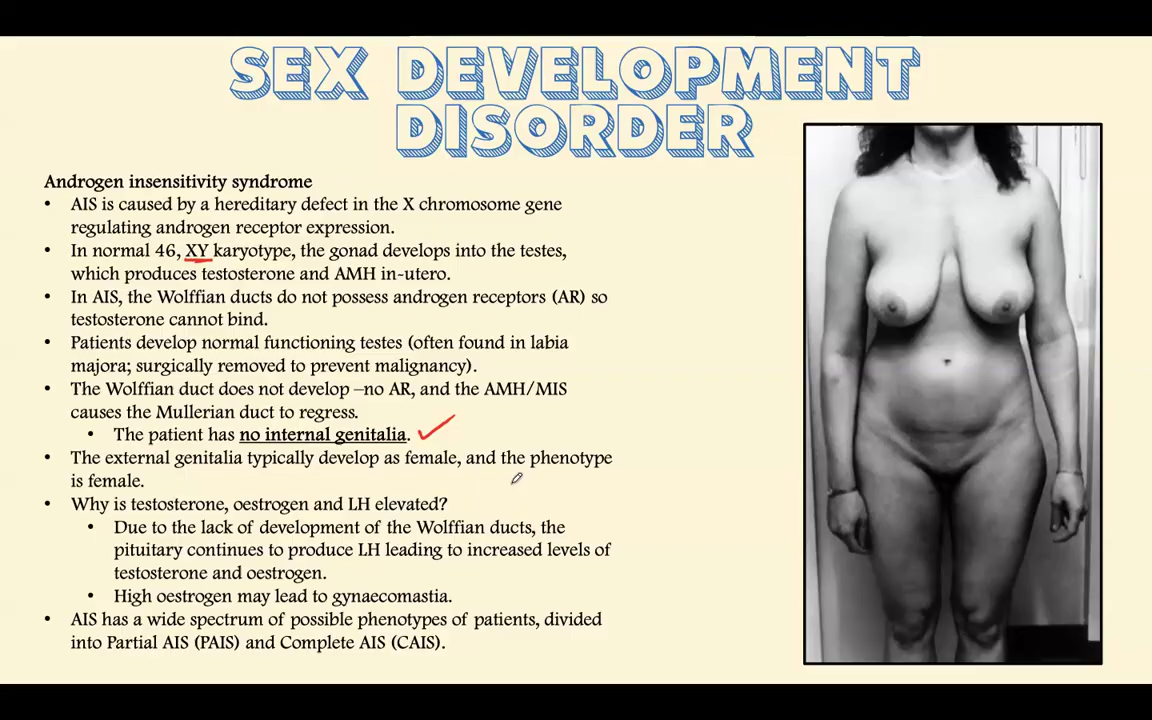 SEX DEVELOPMENT
DISORDER
Androgen insensitivity syndrome
• AIS is caused by a hereditary defect in the X chromosome gene
regulating androgen receptor expression.
• In normal 46, XY karyotype, the gonad develops into the testes,
which produces testosterone and AMH in-utero.
• In AIS, the Wolffian ducts do not possess androgen receptors (AR) so
testosterone cannot bind.
• Patients develop normal functioning testes (often found in labia
majora; surgically removed to prevent malignancy).
• The Wolffian duct does not develop –no AR, and the AMH/MIS
causes the Mullerian duct to regress.
• The patient has no internal genitalia.
• The external genitalia typically develop as female, and the phenotype
is female.
• Why is testosterone, oestrogen and LH elevated?
• Due to the lack of development of the Wolffian ducts, the
pituitary continues to produce LH leading to increased levels of
testosterone and oestrogen.
• High oestrogen may lead to gynaecomastia.
• AIS has a wide spectrum of possible phenotypes of patients, divided
into Partial AIS (PAIS) and Complete AIS (CAIS).